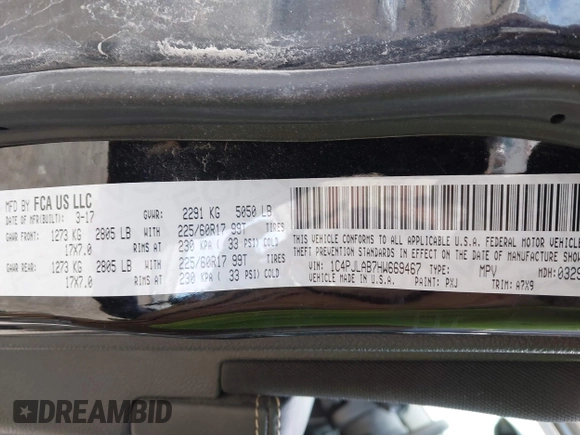 MFD BY FCA US LLC
DATE OF MFR(BUILT): 3-17 GVWR: 2291 KG 5050 LB
GAWR FRONT: 1273 KG 2805 LB 225/60R17 99T TIRES
17X7.0 RIMS AT 230 KPA ( 33 PSI) COLD
GAWR REAR: 1273 KG 2805 LB 225/60R17 99T TIRES
17X7.0 RIMS AT 230 KPA ( 33 PSI) COLD
THIS VEHICLE CONFORMS TO ALL APPLICABLE U.S.A. FEDERAL MOTOR VEHICLE
THEFT PREVENTION STANDARDS IN EFFECT ON THE DATE OF MANUFACTURE SHOW
VIN: 1C4PJLAB7HW669467 TYPE: MPV MDH: 0329
VEHICLE MADE IN U.S.A. PAINT: PXJ TRIM: A7X9
DREAMBID